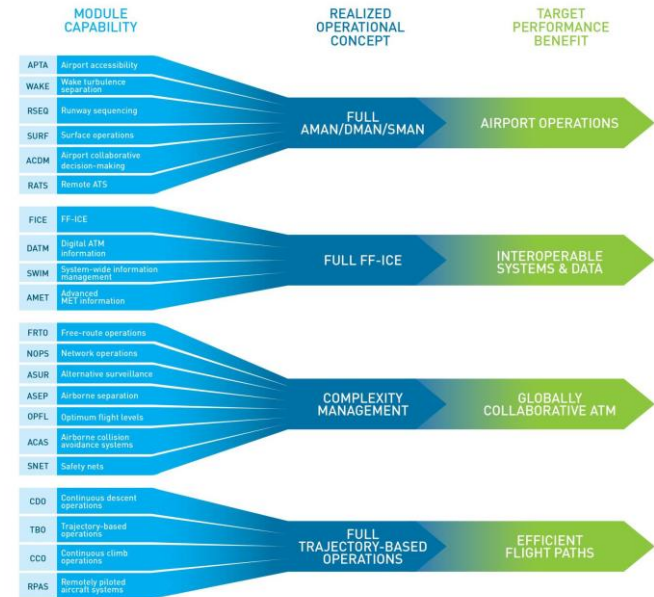 MODULE
CAPABILITY
REALIZED
OPERATIONAL
CONCEPT
TARGET
PERFORMANCE
BENEFIT
APTA Airport accessibility
WAKE Wake turbulence
separation
RSEQ Runway sequencing
SURF Surface operations
ACDM Airport collaborative
decision-making
RATS Remote ATS
FULL
AMAN/DMAN/SMAN
AIRPORT OPERATIONS
FICE FF-ICE
DATM Digital ATM
information
SWIM System-wide information
management
AMET Advanced
MET information
FULL FF-ICE
INTEROPERABLE
SYSTEMS & DATA
FRTO Free-route operations
NOPS Network operations
ASUR Alternative surveillance
ASEP Airborne separation
OPFL Optimum flight levels
ACAS Airborne collision
avoidance systems
SNET Safety nets
COMPLEXITY
MANAGEMENT
GLOBALLY
COLLABORATIVE ATM
CDO Continuous descent
operations
TBO Trajectory-based
operations
CCO Continuous climb
operations
RPAS Remotely piloted
aircraft systems
FULL
TRAJECTORY-BASED
OPERATIONS
EFFICIENT
FLIGHT PATHS